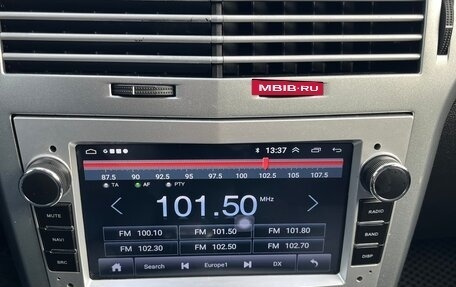 MBIB.RU
G
13:37
87.5 90 92.5 95 97.5 100 102.5 105 107.5
TA AF PTY
101.50 MHz
FM 100.10 FM 101.50 FM 101.80
FM 102.30 FM 102.50 FM 102.70
Search Europe1 DX
MUTE
NAVI
SRC
RADIO
BAND
DISP